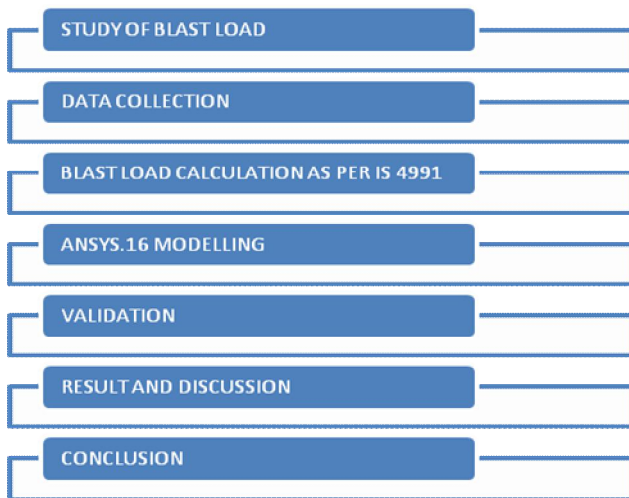 STUDY OF BLAST LOAD
DATA COLLECTION
BLAST LOAD CALCULATION AS PER IS 4991
ANSYS.16 MODELLING
VALIDATION
RESULT AND DISCUSSION
CONCLUSION